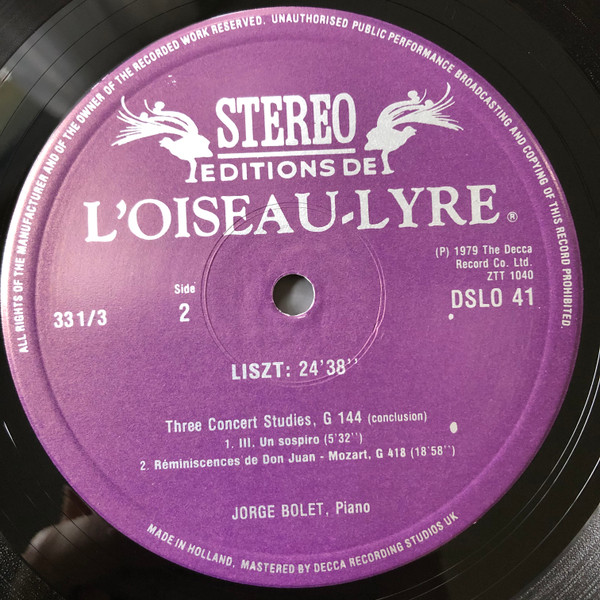 ALL RIGHTS OF THE MANUFACTURER AND OF THE OWNER OF THE RECORDED WORK RESERVED. UNAUTHORISED PUBLIC PERFORMANCE BROADCASTING AND COPYING OF THIS RECORD PROHIBITED.
STEREO
EDITIONS DE
L'OISEAU-LYRE ®
(P) 1979 The Decca
Record Co. Ltd.
ZTT 1040
DSLO 41
33 1/3
Side
2
LISZT: 24'38''
Three Concert Studies, G 144 (conclusion)
1. III. Un sospiro (5'32'')
2. Réminiscences de Don Juan - Mozart, G 418 (18'58'')
JORGE BOLET, Piano
MADE IN HOLLAND, MASTERED BY DECCA RECORDING STUDIOS UK